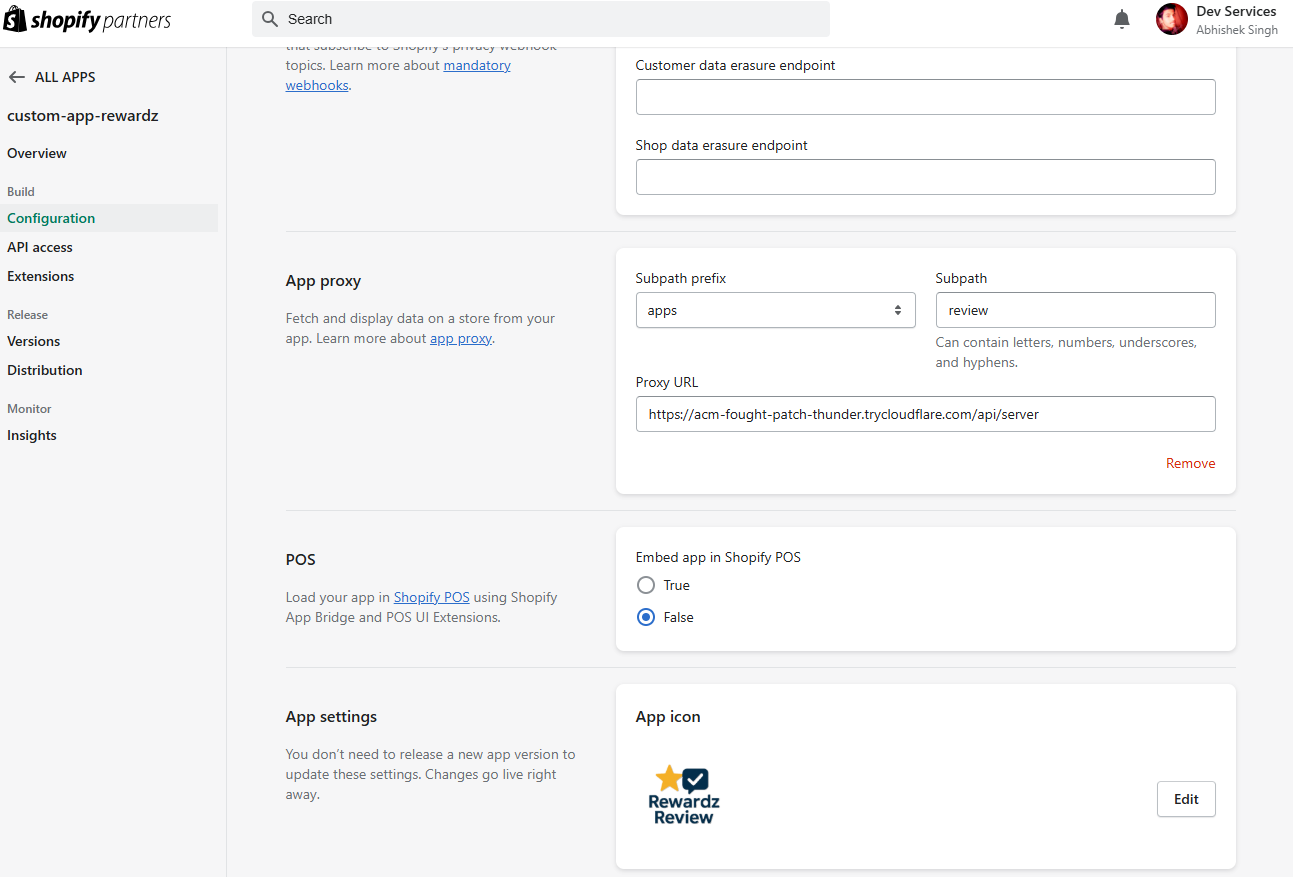 shopify partners
Search
Dev Services
Abhishek Singh
ALL APPS
custom-app-rewardz
Overview
Build
Configuration
API access
Extensions
Release
Versions
Distribution
Monitor
Insights
that subscribe to Shopify's privacy webhook
topics. Learn more about mandatory
webhooks.
Customer data erasure endpoint
Shop data erasure endpoint
App proxy
Fetch and display data on a store from your
app. Learn more about app proxy.
Subpath prefix
apps
Subpath
review
Can contain letters, numbers, underscores,
and hyphens.
Proxy URL
https://acm-fought-patch-thunder.trycloudflare.com/api/server
Remove
POS
Load your app in Shopify POS using Shopify
App Bridge and POS UI Extensions.
Embed app in Shopify POS
True
False
App settings
You don't need to release a new app version to
update these settings. Changes go live right
away.
App icon
Rewardz
Review
Edit